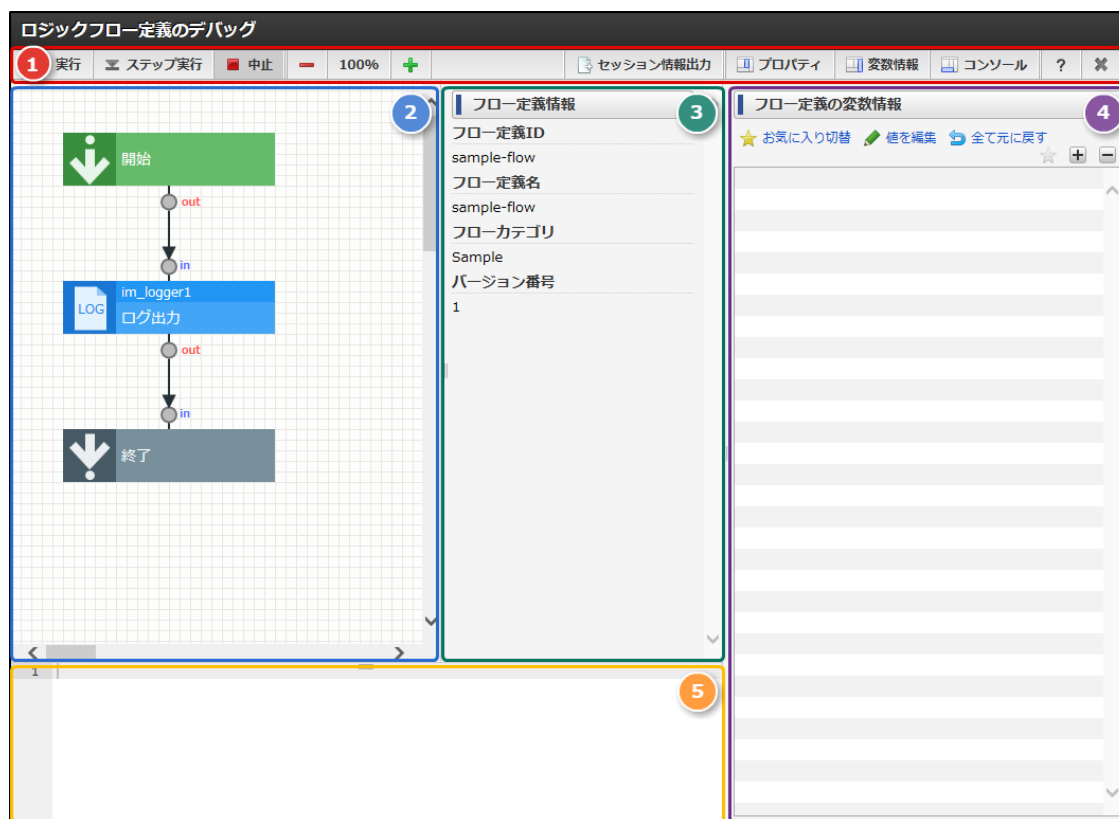 ロジックフロー定義のデバッグ
1 実行 ステップ実行 中止 100% セッション情報出力 プロパティ 変数情報 コンソール ?
2
開始
out
in
im_logger1
LOG
ログ出力
out
in
終了
フロー定義情報
3
フロー定義ID
sample-flow
フロー定義名
sample-flow
フローカテゴリ
Sample
バージョン番号
1
フロー定義の変数情報
4
お気に入り切替 値を編集 全て元に戻す
1
5